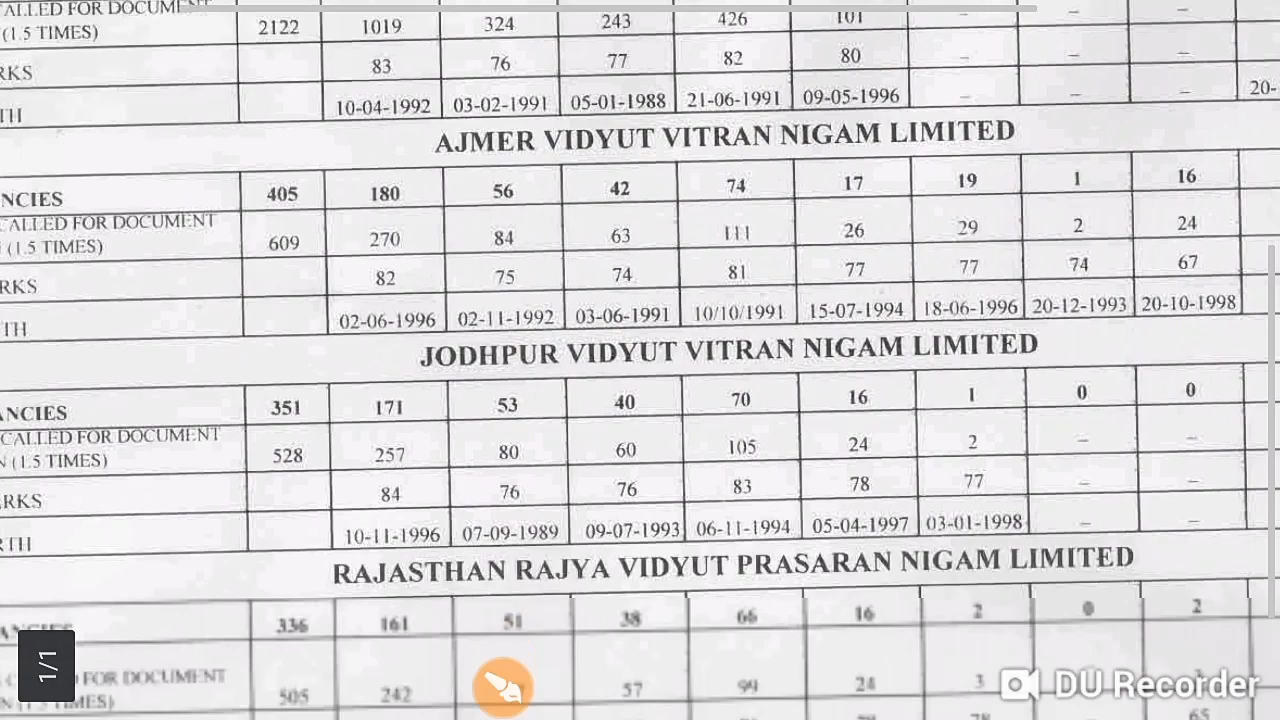 ALLED FOR DOCUMENT
(1.5 TIMES) 2122 1019 324 243 426 101 – – –
RKS 83 76 77 82 80 – – –
TH 10-04-1992 03-02-1991 05-01-1988 21-06-1991 09-05-1996 – – – 20-
AJMER VIDYUT VITRAN NIGAM LIMITED
NCIES 405 180 56 42 74 17 19 1 16
CALLED FOR DOCUMENT
(1.5 TIMES) 609 270 84 63 111 26 29 2 24
RKS 82 75 74 81 77 77 74 67
TH 02-06-1996 02-11-1992 03-06-1991 10/10/1991 15-07-1994 18-06-1996 20-12-1993 20-10-1998
JODHPUR VIDYUT VITRAN NIGAM LIMITED
ANCIES 351 171 53 40 70 16 1 0 0
CALLED FOR DOCUMENT
N (1.5 TIMES) 528 257 80 60 105 24 2 – –
RKS 84 76 76 83 78 77 – –
RTH 10-11-1996 07-09-1989 09-07-1993 06-11-1994 05-04-1997 03-01-1998 – –
RAJASTHAN RAJYA VIDYUT PRASARAN NIGAM LIMITED
ANCIES 336 161 51 38 66 16 2 0 2
FOR DOCUMENT
TIMES) 505 242 57 99 24 3
78 65
1/1
DU Recorder